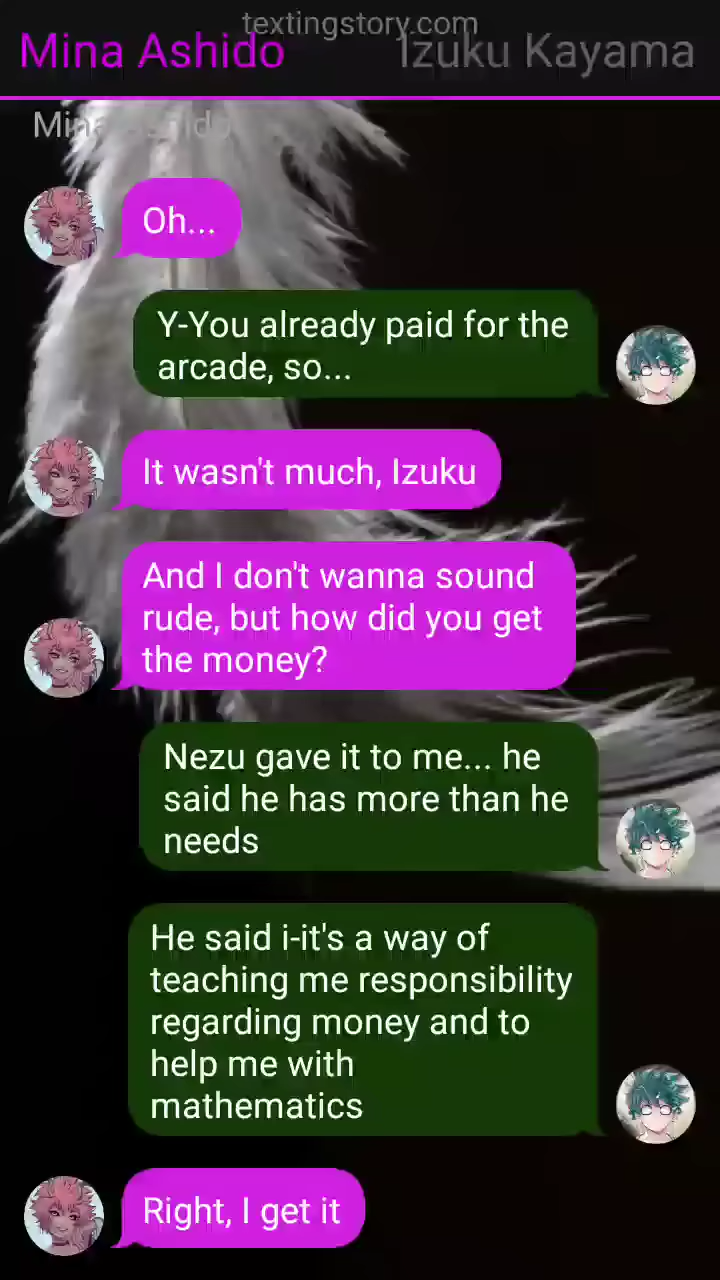 textingstory.com
Mina Ashido
Izuku Kayama
Mina Ashido
Oh...
Y-You already paid for the
arcade, so...
It wasn't much, Izuku
And I don't wanna sound
rude, but how did you get
the money?
Nezu gave it to me... he
said he has more than he
needs
He said i-it's a way of
teaching me responsibility
regarding money and to
help me with
mathematics
Right, I get it